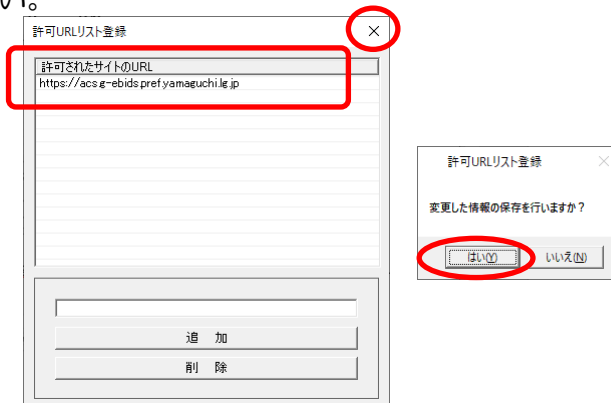 い。
許可URLリスト登録
許可されたサイトのURL
https://acs.g-ebids.pref.yamaguchi.lg.jp
追 加
削 除
許可URLリスト登録
変更した情報の保存を行いますか？
はい(Y)
いいえ(N)